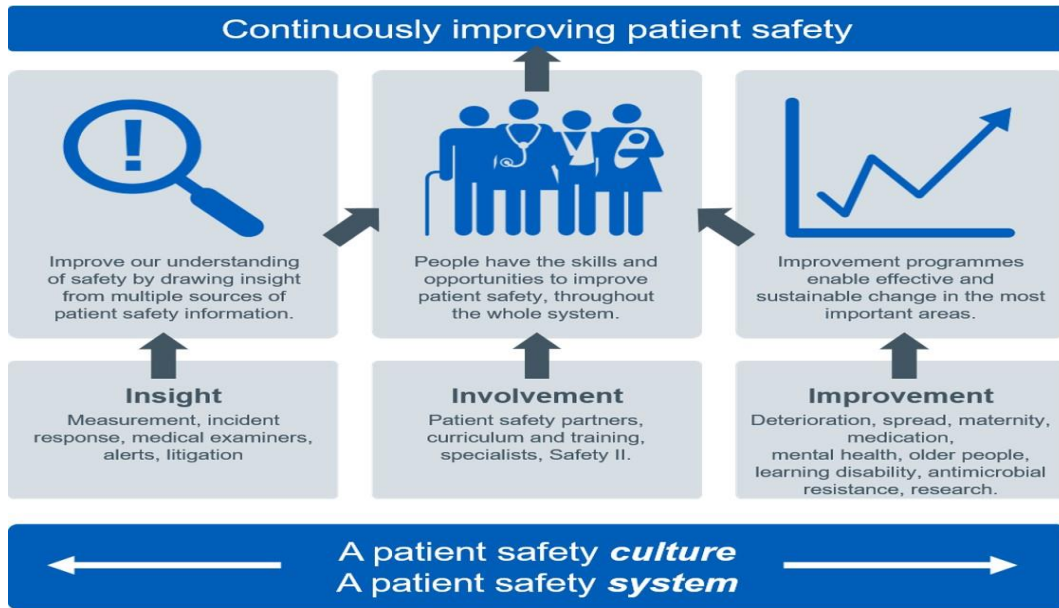 Continuously improving patient safety
!
Improve our understanding
of safety by drawing insight
from multiple sources of
patient safety information.
People have the skills and
opportunities to improve
patient safety, throughout
the whole system.
Improvement programmes
enable effective and
sustainable change in the most
important areas.
Insight
Measurement, incident
response, medical examiners,
alerts, litigation
Involvement
Patient safety partners,
curriculum and training,
specialists, Safety II.
Improvement
Deterioration, spread, maternity,
medication,
mental health, older people,
learning disability, antimicrobial
resistance, research.
A patient safety culture
A patient safety system